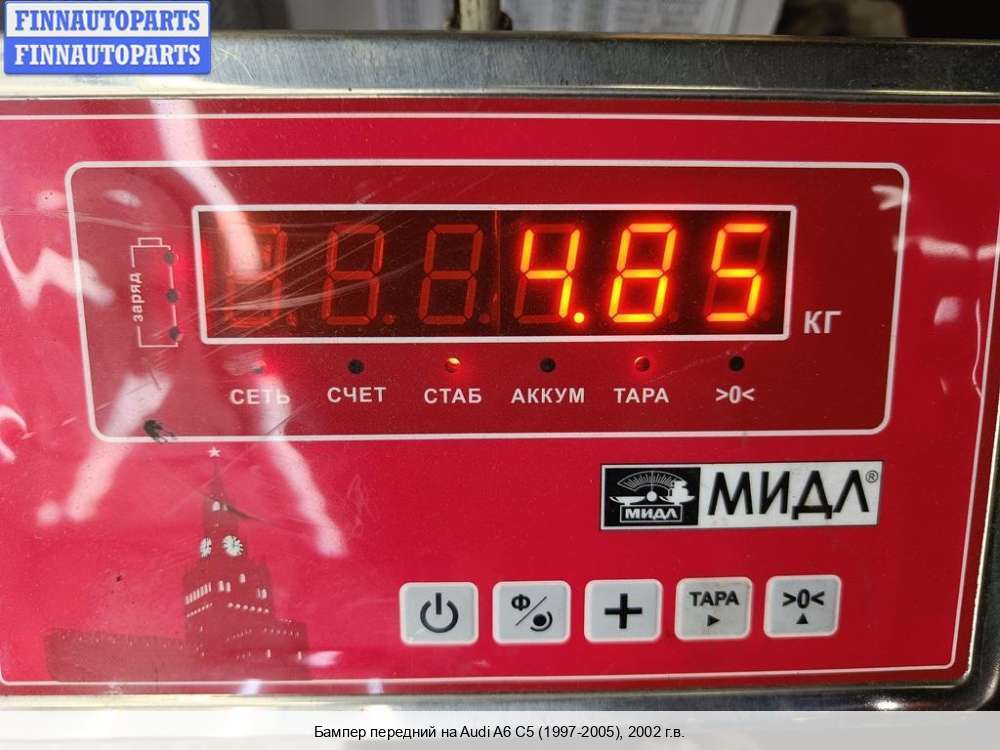 FINNAUTOPARTS
FINNAUTOPARTS
заряд
4.85
КГ
СЕТЬ СЧЕТ СТАБ АККУМ ТАРА >0<
МИДЛ МИДЛ®
Ф ТАРА >0<
Бампер передний на Audi A6 C5 (1997-2005), 2002 г.в.